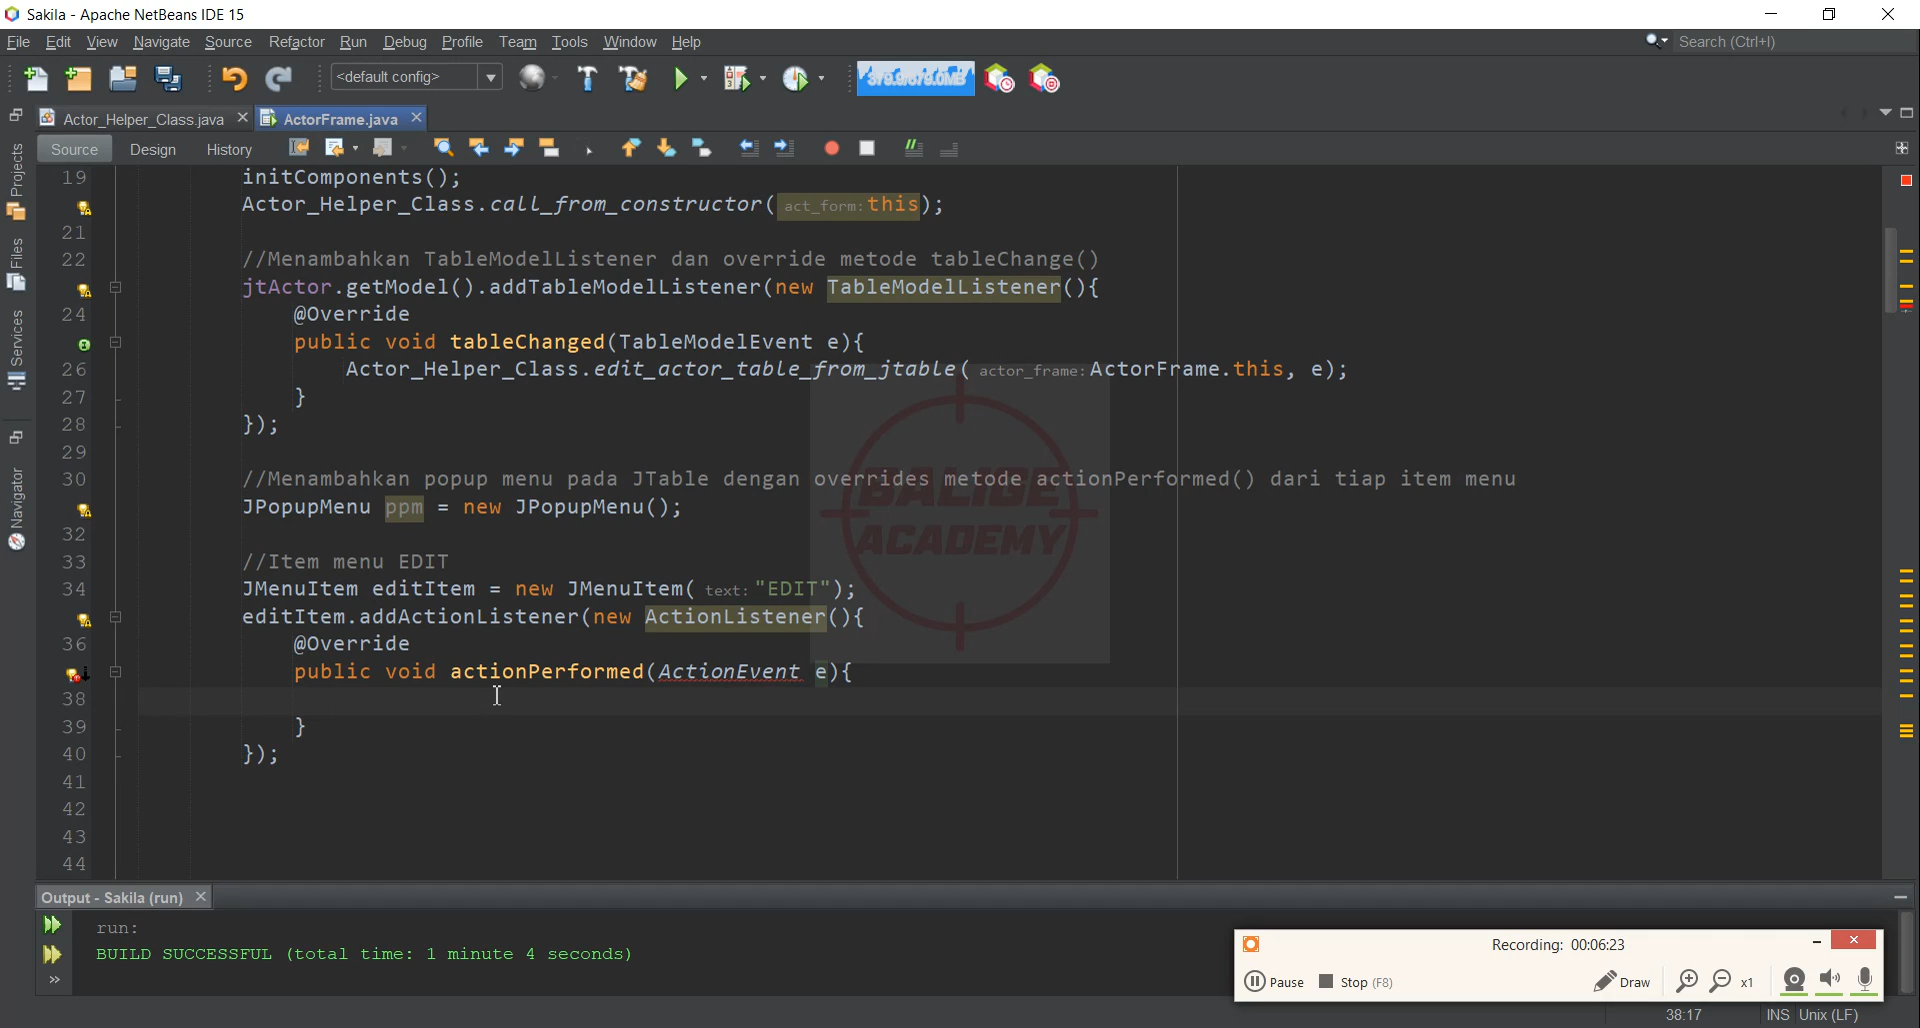 Sakila - Apache NetBeans IDE 15
File Edit View Navigate Source Refactor Run Debug Profile Team Tools Window Help
Search (Ctrl+I)
<default config>
Actor_Helper_Class.java
ActorFrame.java
Source Design History
Projects
Files
Services
Navigator
19 initComponents();
Actor_Helper_Class.call_from_constructor( act_form: this);
21
22 //Menambahkan TableModelListener dan override metode tableChange()
jtActor.getModel().addTableModelListener(new TableModelListener(){
24 @Override
public void tableChanged(TableModelEvent e){
26 Actor_Helper_Class.edit_actor_table_from_jtable( actor_frame: ActorFrame.this, e);
27 }
28 });
29
30 //Menambahkan popup menu pada JTable dengan overrides metode actionPerformed() dari tiap item menu
JPopupMenu ppm = new JPopupMenu();
32
33 //Item menu EDIT
34 JMenuItem editItem = new JMenuItem( text: "EDIT");
editItem.addActionListener(new ActionListener(){
36 @Override
public void actionPerformed(ActionEvent e){
38
39 }
40 });
41
42
43
44
BALIGE
ACADEMY
Output - Sakila (run)
run:
BUILD SUCCESSFUL (total time: 1 minute 4 seconds)
Recording: 00:06:23
Pause Stop (F8) Draw x1
38:17 INS Unix (LF)